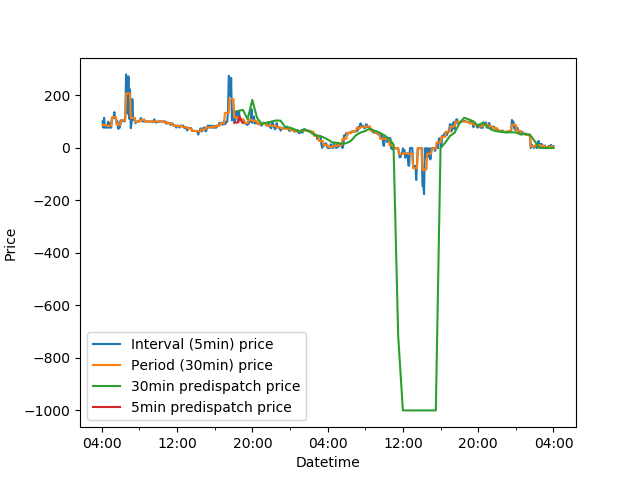 200
0
−200
−400
−600
−800
−1000
Price
Interval (5min) price
Period (30min) price
30min predispatch price
5min predispatch price
04:00 12:00 20:00 04:00 12:00 20:00 04:00
Datetime